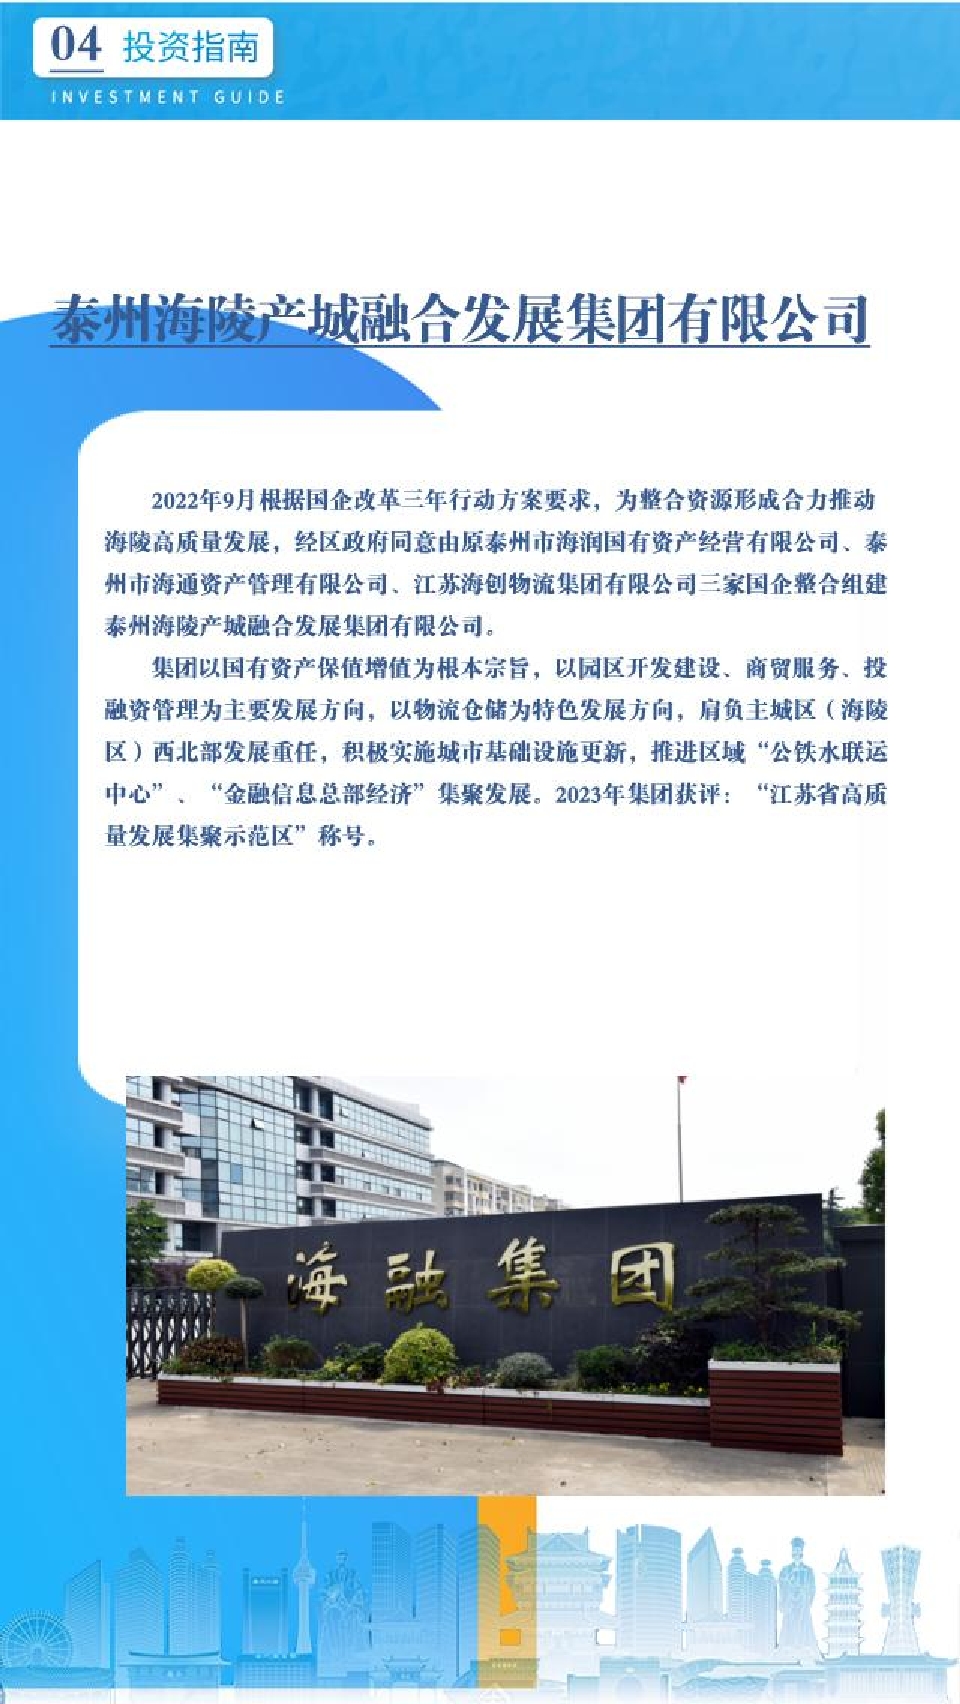 04 投资指南
INVESTMENT GUIDE
泰州海陵产城融合发展集团有限公司
2022年9月根据国企改革三年行动方案要求，为整合资源形成合力推动
海陵高质量发展，经区政府同意由原泰州市海润国有资产经营有限公司、泰
州市海通资产管理有限公司、江苏海创物流集团有限公司三家国企整合组建
泰州海陵产城融合发展集团有限公司。
集团以国有资产保值增值为根本宗旨，以园区开发建设、商贸服务、投
融资管理为主要发展方向，以物流仓储为特色发展方向，肩负主城区（海陵
区）西北部发展重任，积极实施城市基础设施更新，推进区域“公铁水联运
中心”、“金融信息总部经济”集聚发展。2023年集团获评：“江苏省高质
量发展集聚示范区”称号。
海融集团